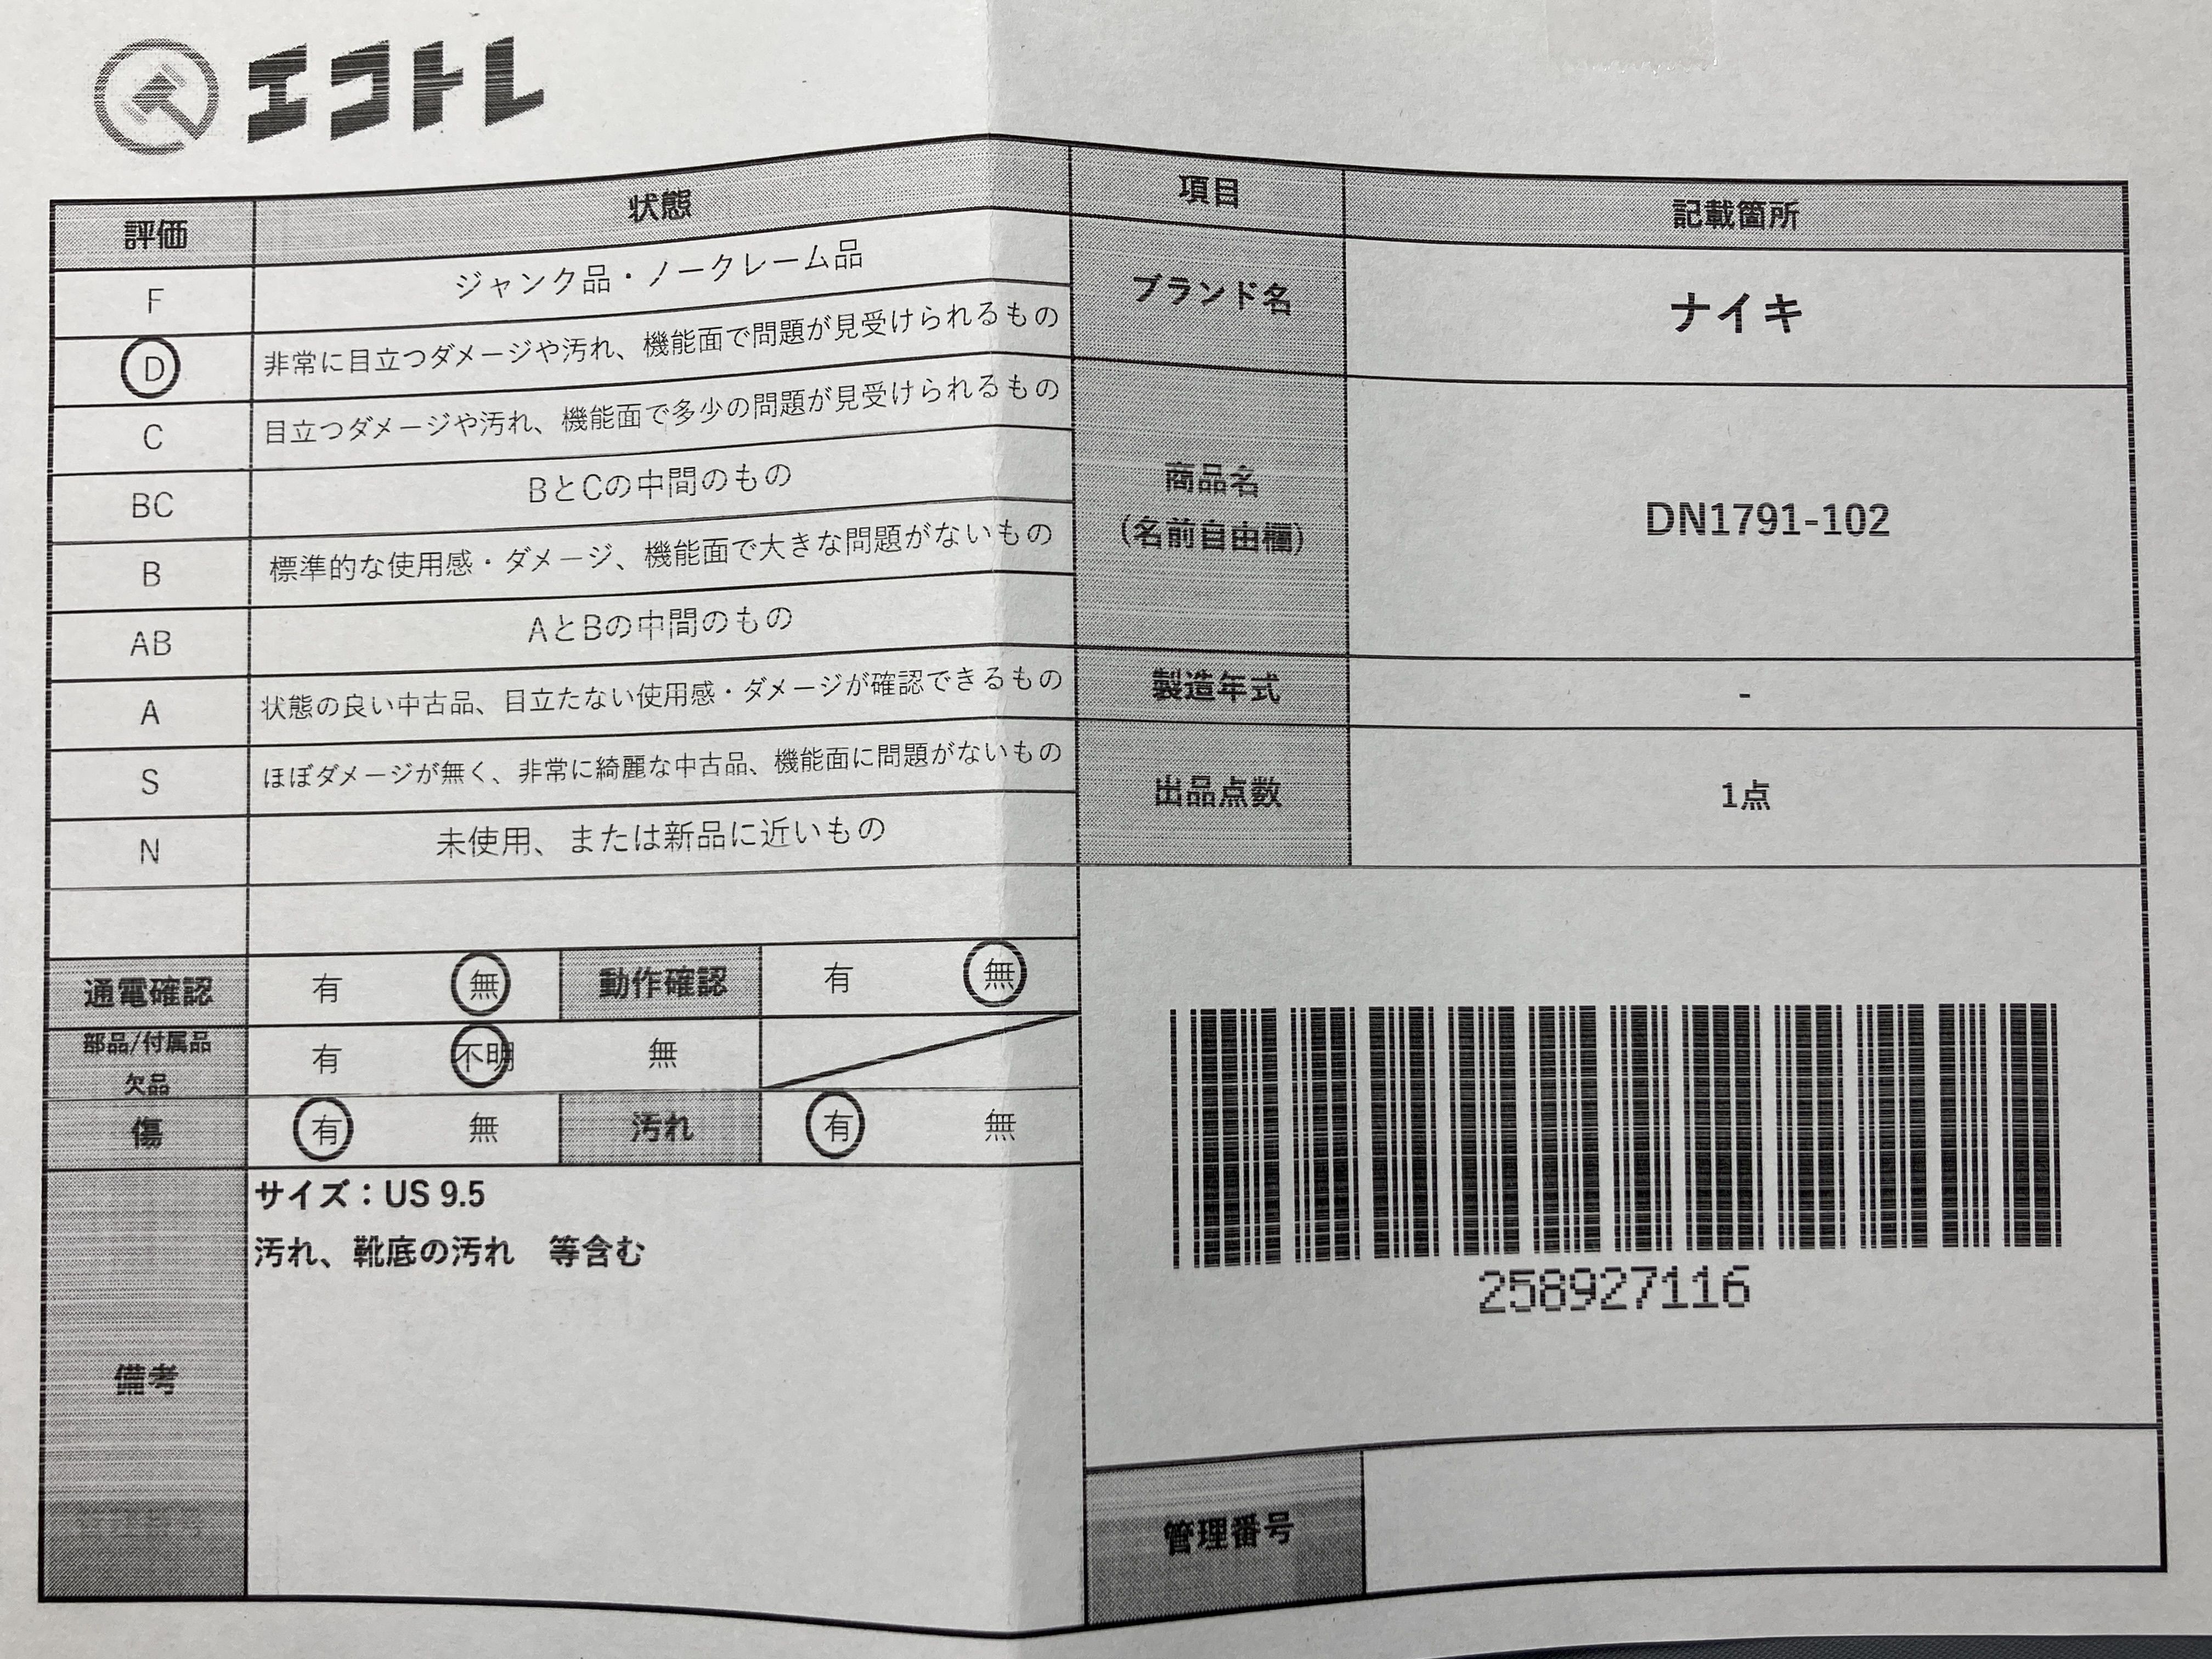 エコトレ
評価 状態 項目 記載箇所
F ジャンク品・ノークレーム品
D 非常に目立つダメージや汚れ、機能面で問題が見受けられるもの
C 目立つダメージや汚れ、機能面で多少の問題が見受けられるもの
BC BとCの中間のもの
B 標準的な使用感・ダメージ、機能面で大きな問題がないもの
AB AとBの中間のもの
A 状態の良い中古品、目立たない使用感・ダメージが確認できるもの
S ほぼダメージが無く、非常に綺麗な中古品、機能面に問題がないもの
N 未使用、または新品に近いもの
ブランド名 ナイキ
商品名
(名前自由欄) DN1791-102
製造年式 -
出品点数 1点
通電確認 有 無 動作確認 有 無
部品/付属品
欠品 有 不明 無
傷 有 無 汚れ 有 無
備考
サイズ：US 9.5
汚れ、靴底の汚れ　等含む
258927116
管理番号